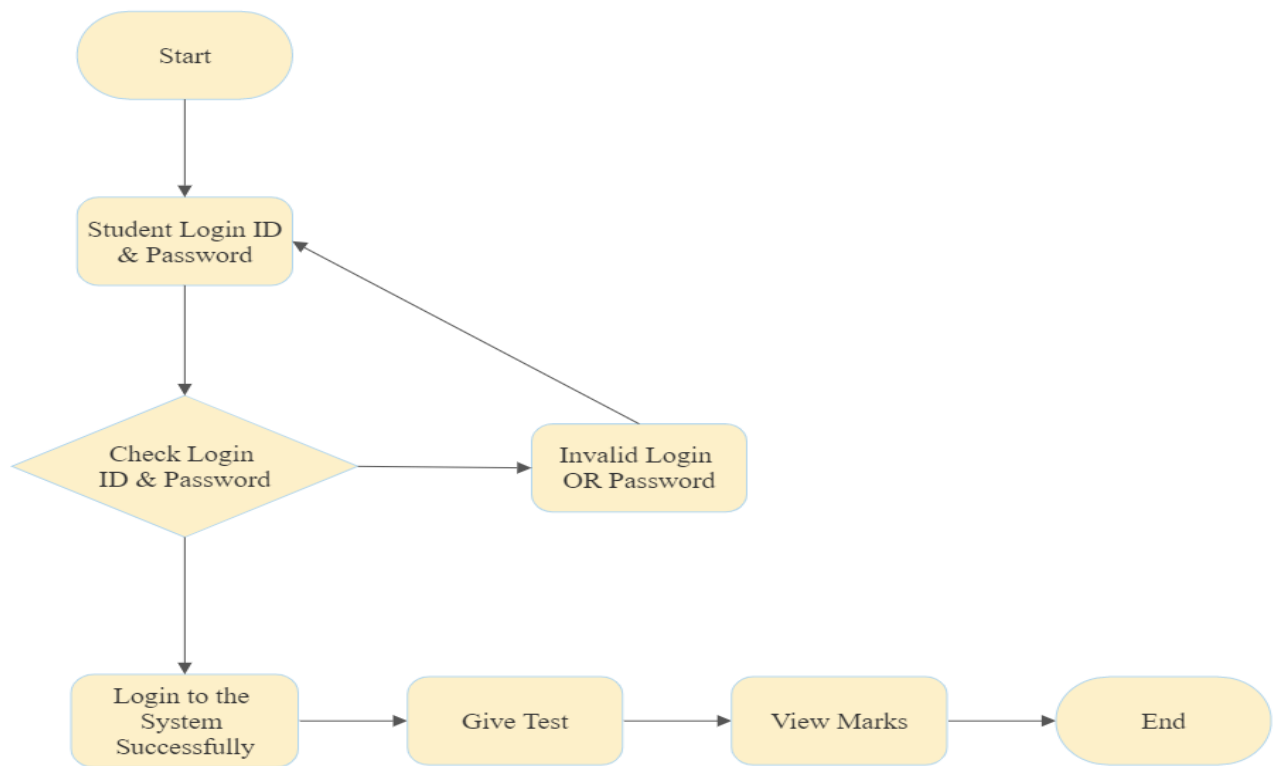 Start
Student Login ID
& Password
Check Login
ID & Password
Invalid Login
OR Password
Login to the
System
Successfully
Give Test
View Marks
End